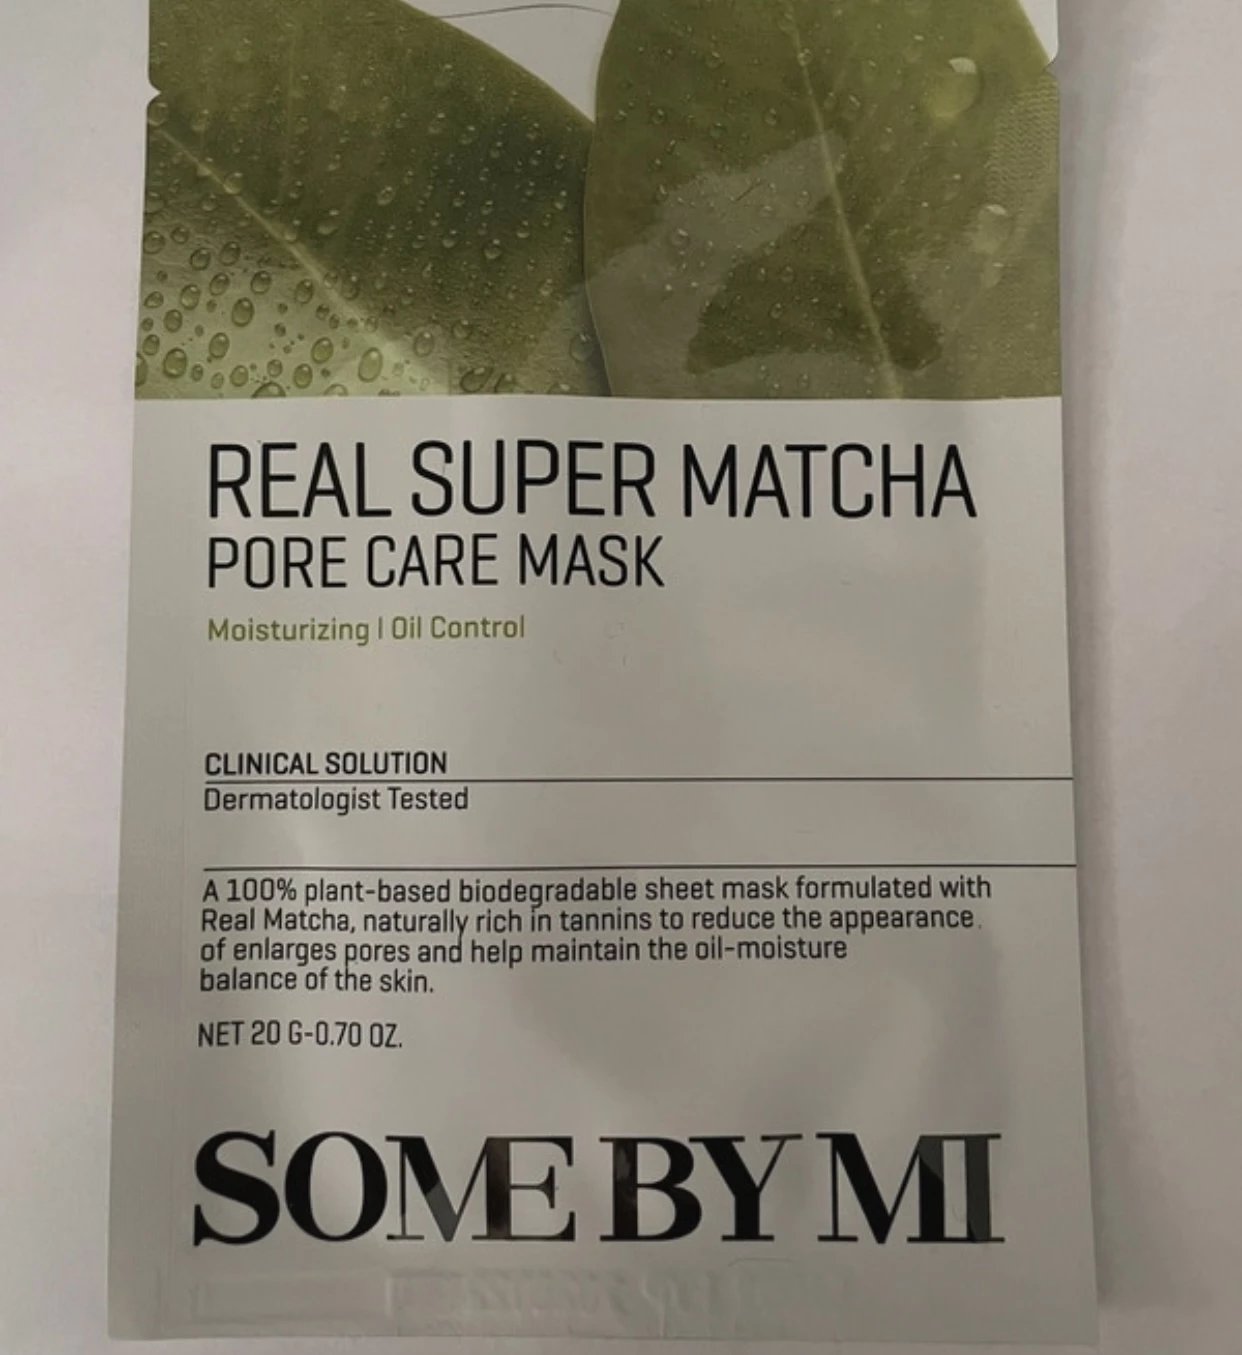 REAL SUPER MATCHA
PORE CARE MASK
Moisturizing | Oil Control
CLINICAL SOLUTION
Dermatologist Tested
A 100% plant-based biodegradable sheet mask formulated with
Real Matcha, naturally rich in tannins to reduce the appearance
of enlarges pores and help maintain the oil-moisture
balance of the skin.
NET 20 G-0.70 OZ.
SOME BY MI